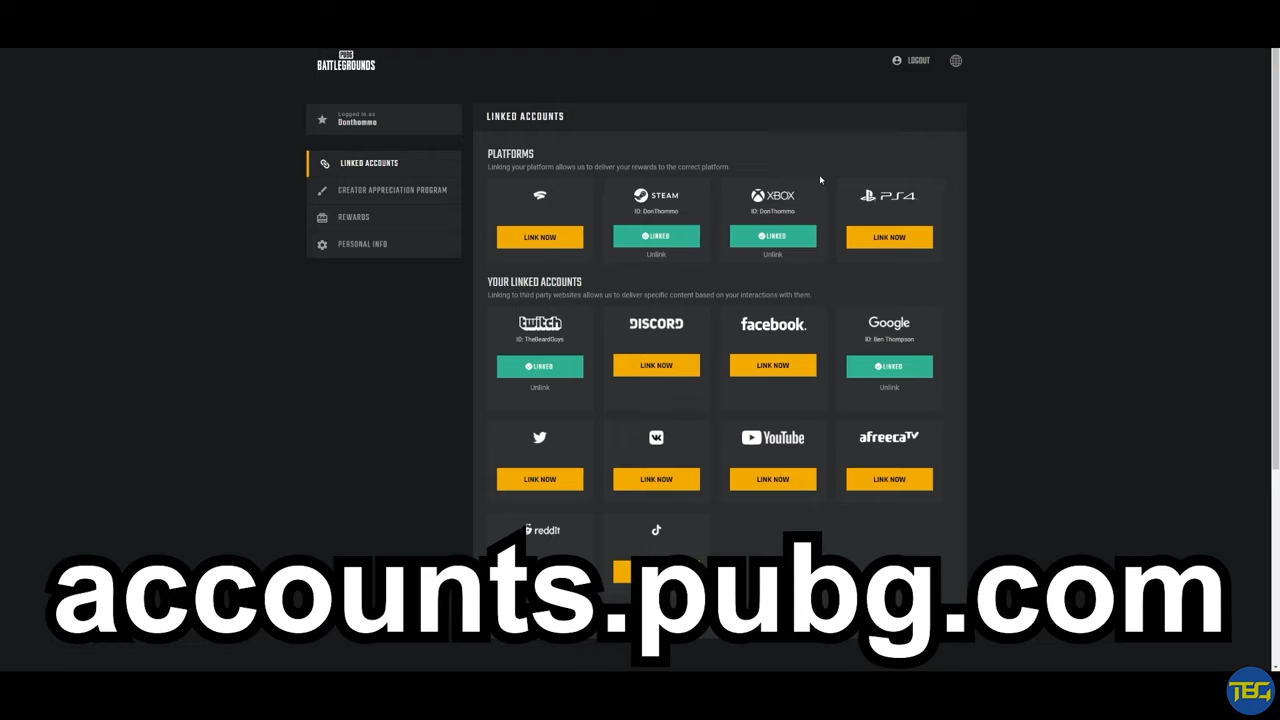 PUBG
BATTLEGROUNDS
LOGOUT
Logged in as
Donthommo
LINKED ACCOUNTS
CREATOR APPRECIATION PROGRAM
REWARDS
PERSONAL INFO
LINKED ACCOUNTS
PLATFORMS
Linking your platform allows us to deliver your rewards to the correct platform.
STEAM
XBOX
PS4
ID: DonThommo
ID: DonThommo
LINK NOW
LINKED
LINKED
LINK NOW
Unlink
Unlink
YOUR LINKED ACCOUNTS
Linking to third party websites allows us to deliver specific content based on your interactions with them.
twitch
DISCORD
facebook.
Google
ID: TheBeardGuys
ID: Ben Thompson
LINKED
LINK NOW
LINK NOW
LINKED
Unlink
Unlink
VK
YouTube
afreecaTV
LINK NOW
LINK NOW
LINK NOW
LINK NOW
reddit
accounts.pubg.com
TBG